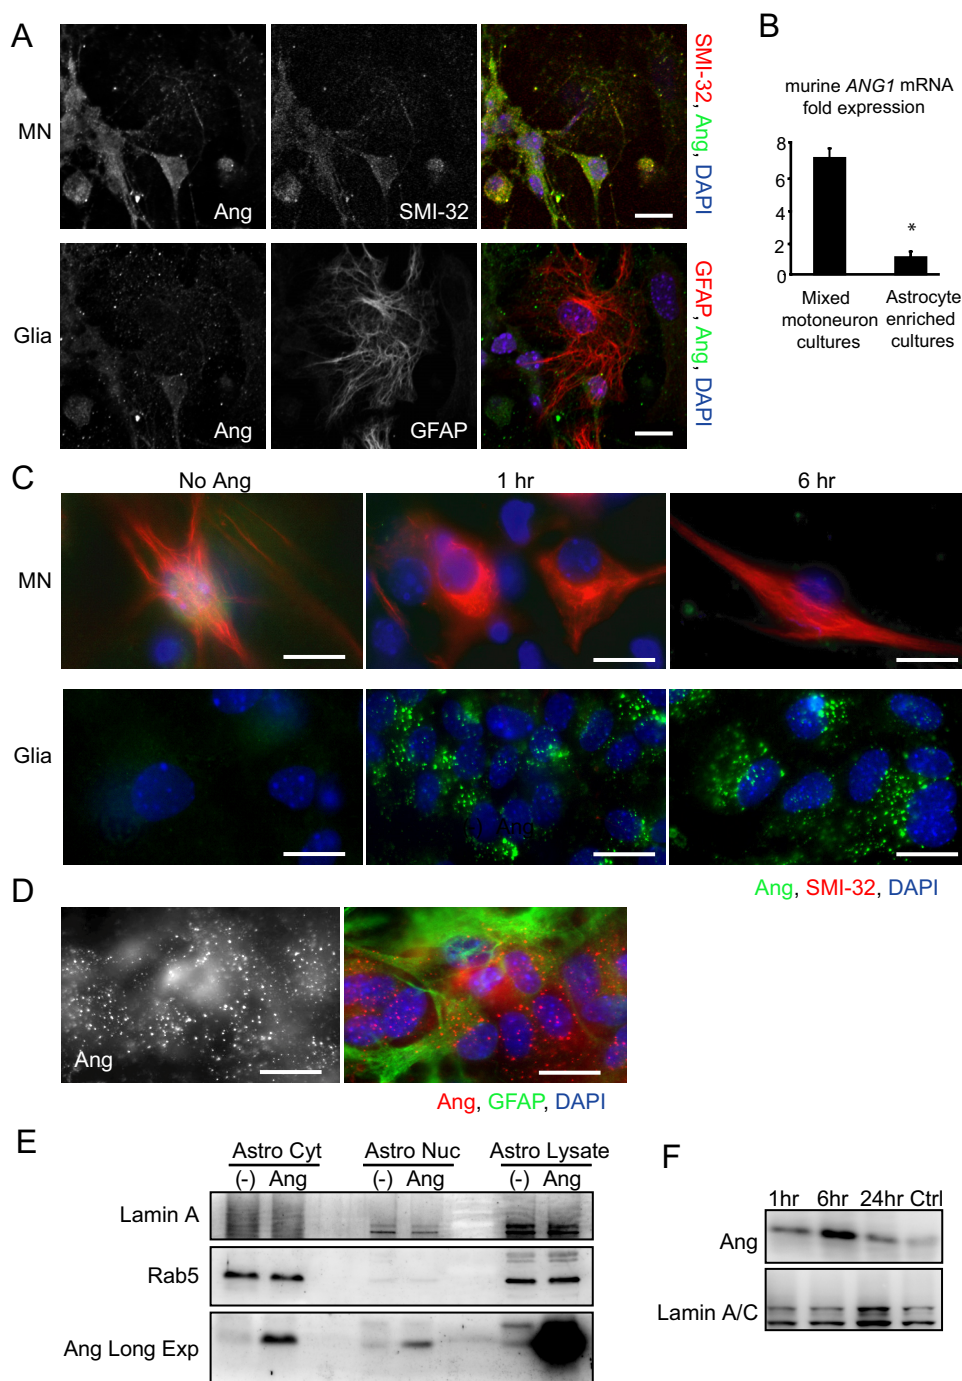 A
MN
Ang
SMI-32
SMI-32, Ang, DAPI
Glia
Ang
GFAP
GFAP, Ang, DAPI
B
murine ANG1 mRNA
fold expression
8
6
4
2
0
*
Mixed
motoneuron
cultures
Astrocyte
enriched
cultures
C
No Ang
1 hr
6 hr
MN
Glia
Ang, SMI-32, DAPI
D
Ang
Ang, GFAP, DAPI
E
Astro Cyt
Astro Nuc
Astro Lysate
(-) Ang
(-) Ang
(-) Ang
Lamin A
Rab5
Ang Long Exp
F
1hr 6hr 24hr Ctrl
Ang
Lamin A/C